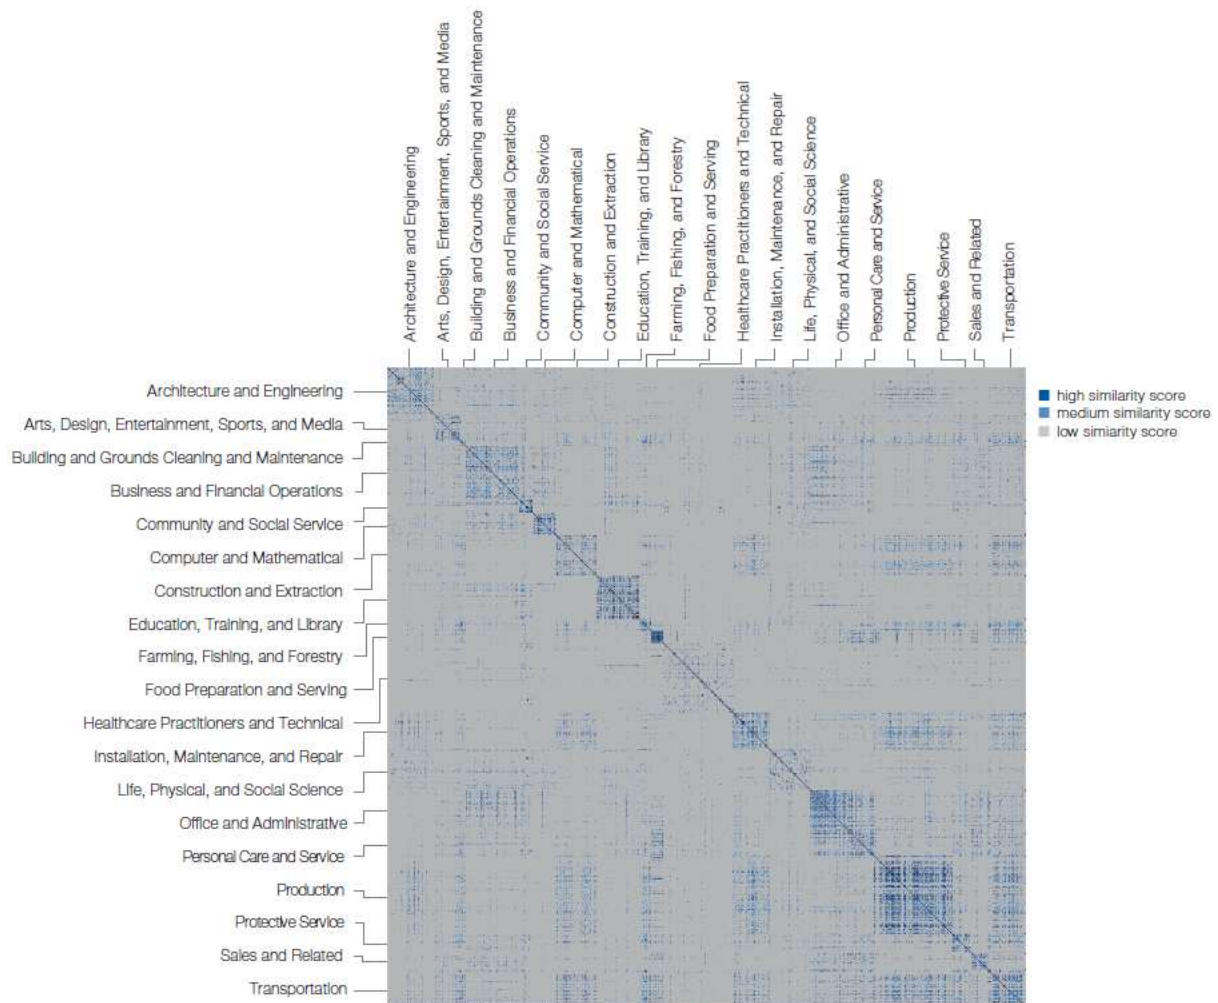 Architecture and Engineering
Arts, Design, Entertainment, Sports, and Media
Building and Grounds Cleaning and Maintenance
Business and Financial Operations
Community and Social Service
Computer and Mathematical
Construction and Extraction
Education, Training, and Library
Farming, Fishing, and Forestry
Food Preparation and Serving
Healthcare Practitioners and Technical
Installation, Maintenance, and Repair
Life, Physical, and Social Science
Office and Administrative
Personal Care and Service
Production
Protective Service
Sales and Related
Transportation
Architecture and Engineering
Arts, Design, Entertainment, Sports, and Media
Building and Grounds Cleaning and Maintenance
Business and Financial Operations
Community and Social Service
Computer and Mathematical
Construction and Extraction
Education, Training, and Library
Farming, Fishing, and Forestry
Food Preparation and Serving
Healthcare Practitioners and Technical
Installation, Maintenance, and Repair
Life, Physical, and Social Science
Office and Administrative
Personal Care and Service
Production
Protective Service
Sales and Related
Transportation
high similarity score
medium similarity score
low simiarity score